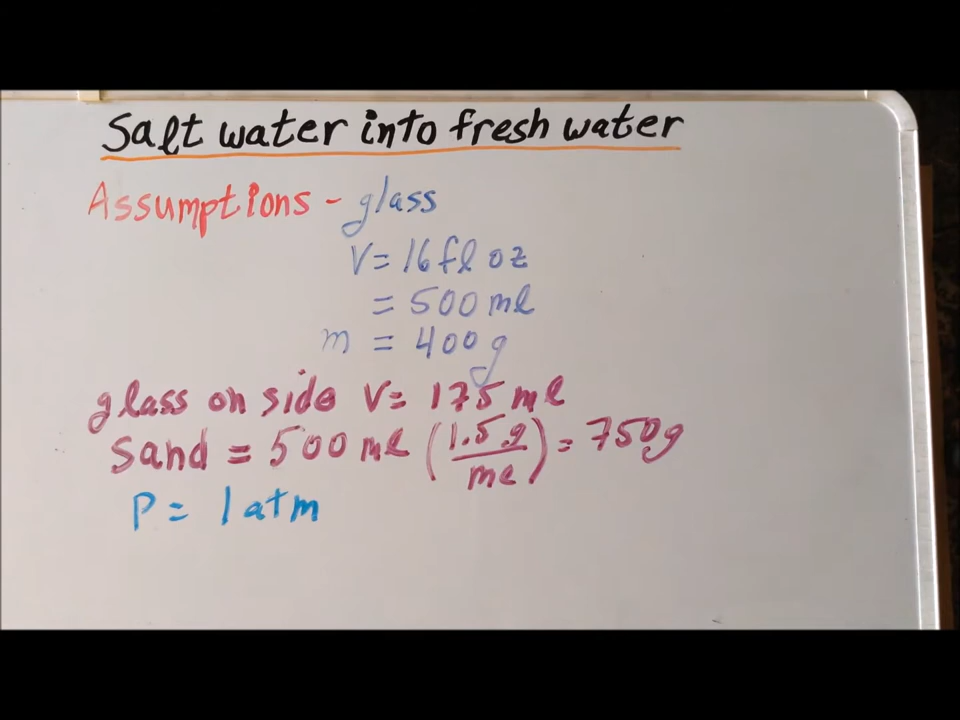 Salt water into fresh water
Assumptions - glass
V = 16 fl oz
= 500 ml
m = 400 g
glass on side V = 175 ml
Sand = 500 ml (1.5 g / ml) = 750g
P = 1 atm